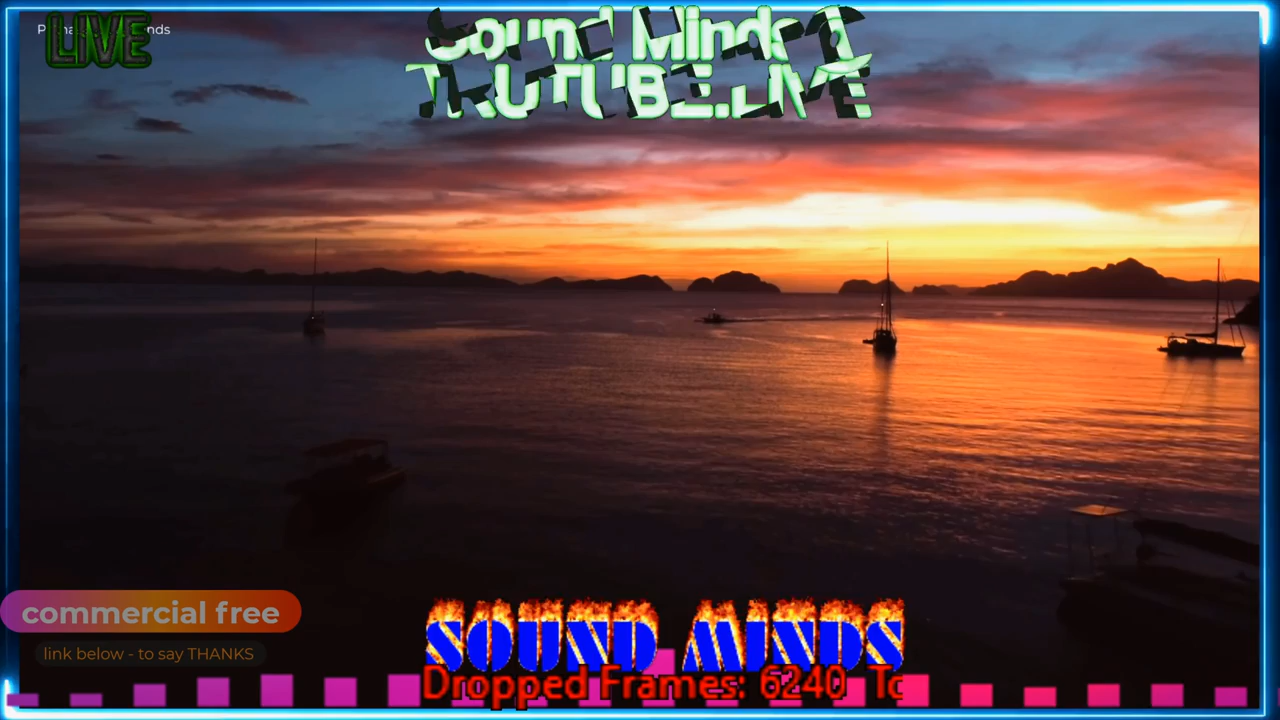 LIVE
Sound Minds
TRUTUBE.LIVE
commercial free
link below - to say THANKS
SOUND MINDS
Dropped Frames: 6240